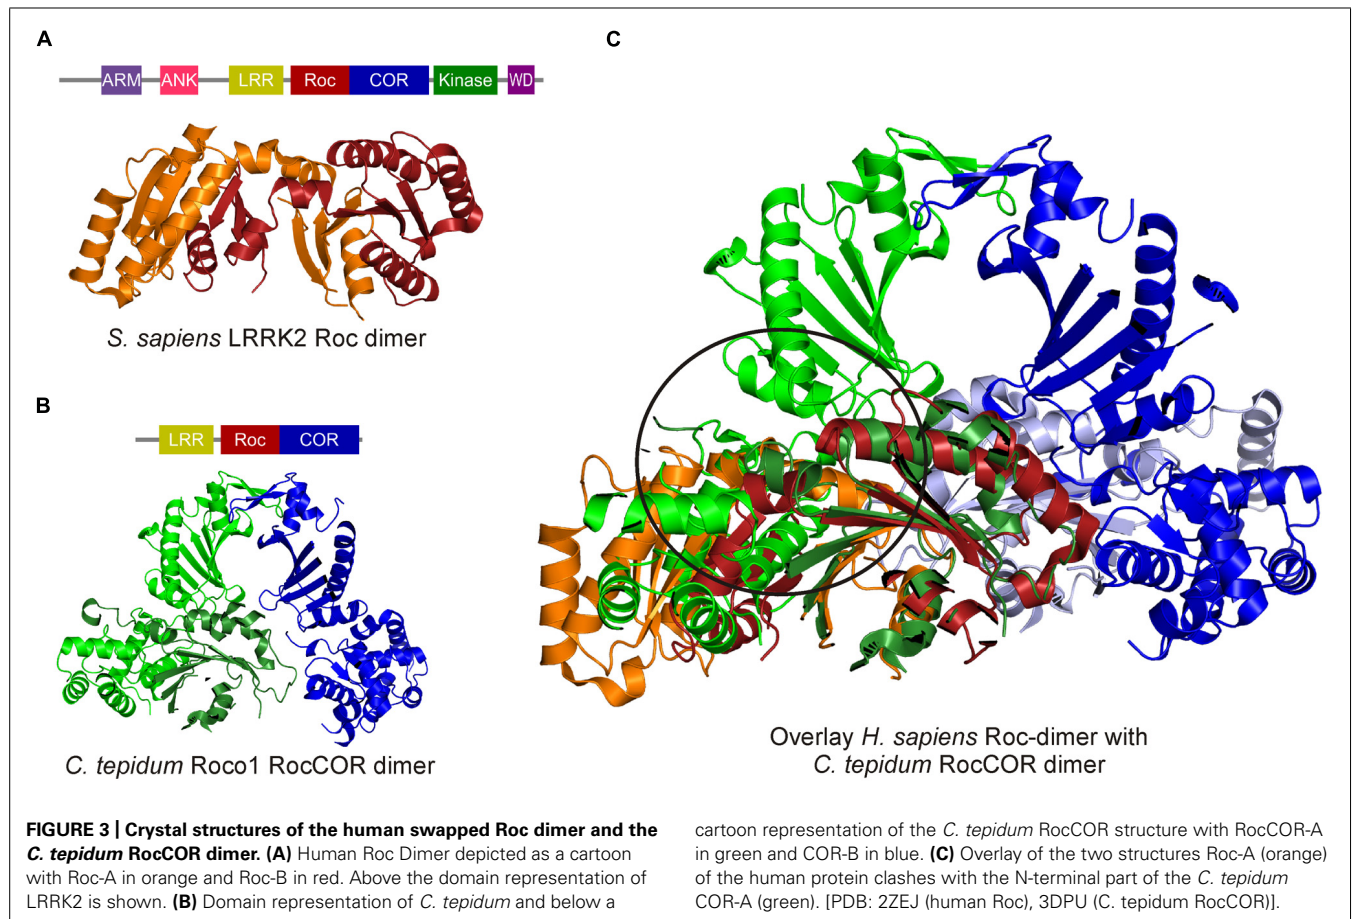 A
ARM ANK LRR Roc COR Kinase WD
S. sapiens LRRK2 Roc dimer
B
LRR Roc COR
C. tepidum Roco1 RocCOR dimer
C
Overlay H. sapiens Roc-dimer with
C. tepidum RocCOR dimer
FIGURE 3 | Crystal structures of the human swapped Roc dimer and the
C. tepidum RocCOR dimer. (A) Human Roc Dimer depicted as a cartoon
with Roc-A in orange and Roc-B in red. Above the domain representation of
LRRK2 is shown. (B) Domain representation of C. tepidum and below a
cartoon representation of the C. tepidum RocCOR structure with RocCOR-A
in green and COR-B in blue. (C) Overlay of the two structures Roc-A (orange)
of the human protein clashes with the N-terminal part of the C. tepidum
COR-A (green). [PDB: 2ZEJ (human Roc), 3DPU (C. tepidum RocCOR)].